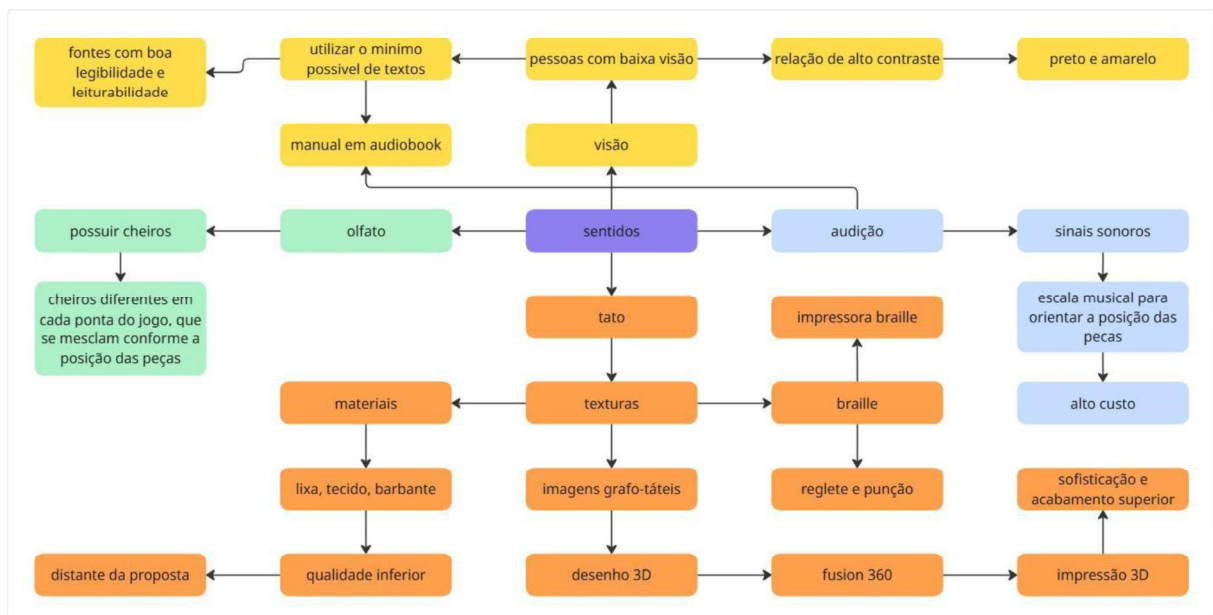 fontes com boa
legibilidade e
leiturabilidade
utilizar o minimo
possivel de textos
pessoas com baixa visão
relação de alto contraste
preto e amarelo
manual em audiobook
visão
possuir cheiros
olfato
sentidos
audição
sinais sonoros
cheiros diferentes em
cada ponta do jogo, que
se mesclam conforme a
posição das peças
tato
impressora braille
escala musical para
orientar a posição das
pecas
materiais
texturas
braille
alto custo
lixa, tecido, barbante
imagens grafo-táteis
reglete e punção
sofisticação e
acabamento superior
distante da proposta
qualidade inferior
desenho 3D
fusion 360
impressão 3D